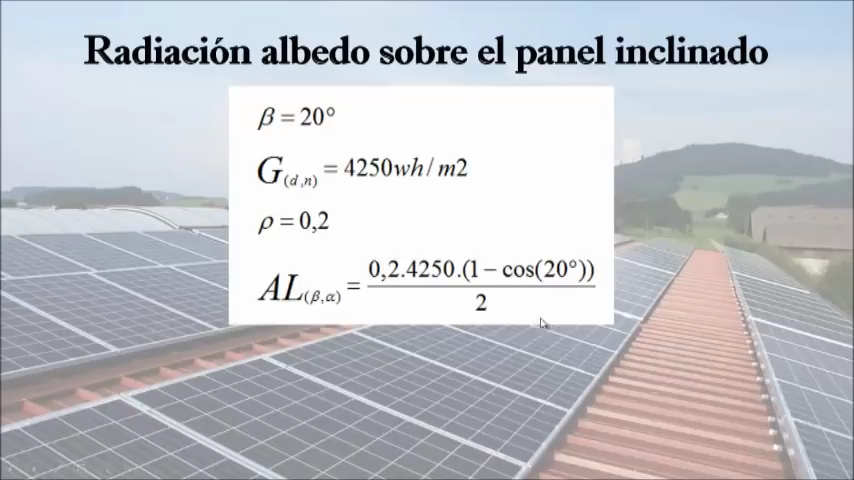 Radiación albedo sobre el panel inclinado
β = 20°
G(d,n) = 4250wh/m2
ρ = 0,2
AL(β,α) = 0,2.4250.(1 − cos(20°))
2